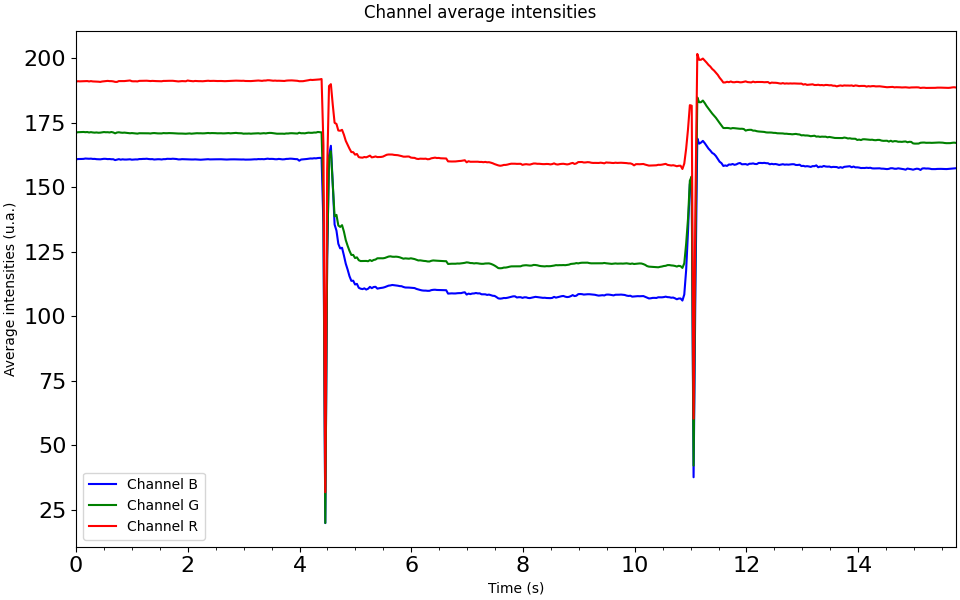 Channel average intensities
Average intensities (u.a.)
200
175
150
125
100
75
50
25
Channel B
Channel G
Channel R
0 2 4 6 8 10 12 14
Time (s)